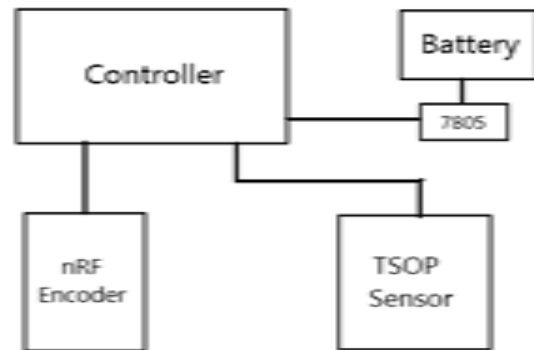 Controller
Battery
7805
nRF
Encoder
TSOP
Sensor